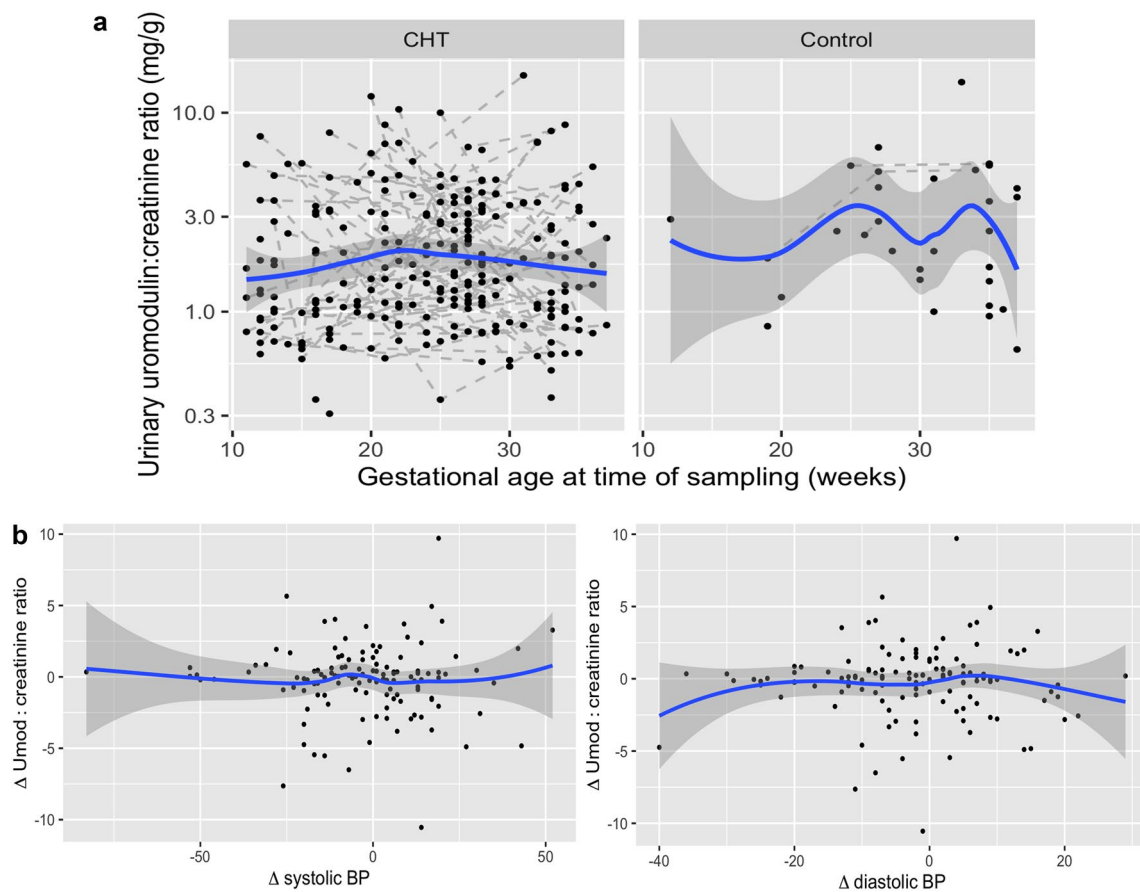 a
CHT
Control
Urinary uromodulin:creatinine ratio (mg/g)
10.0
3.0
1.0
0.3
10
20
30
10
20
30
Gestational age at time of sampling (weeks)
b
Δ Umod : creatinine ratio
10
5
0
-5
-10
-50
0
50
Δ systolic BP
Δ Umod : creatinine ratio
10
5
0
-5
-10
-40
-20
0
20
Δ diastolic BP